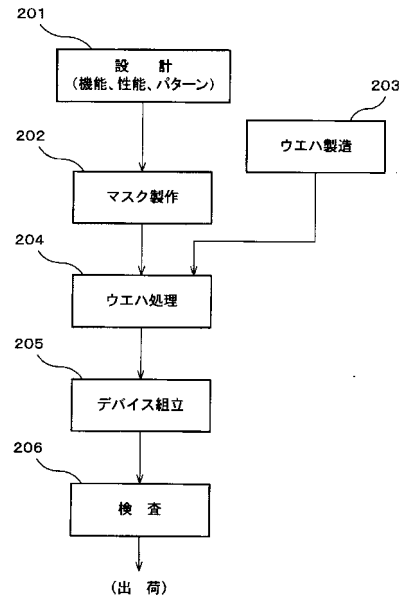 201
設 計
(機能、性能、パターン)
203
202
ウエハ製造
マスク製作
204
ウエハ処理
205
デバイス組立
206
検 査
(出 荷)